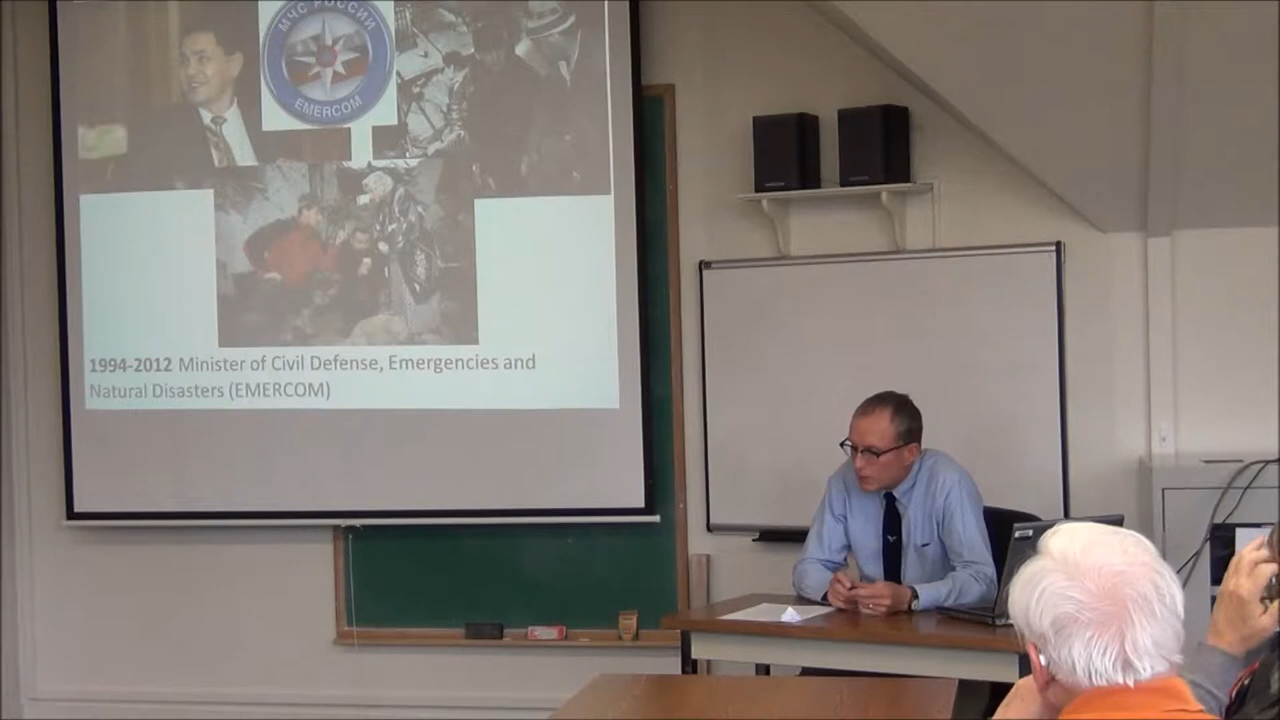 МЧС РОССИИ
EMERCOM
1994-2012 Minister of Civil Defense, Emergencies and
Natural Disasters (EMERCOM)